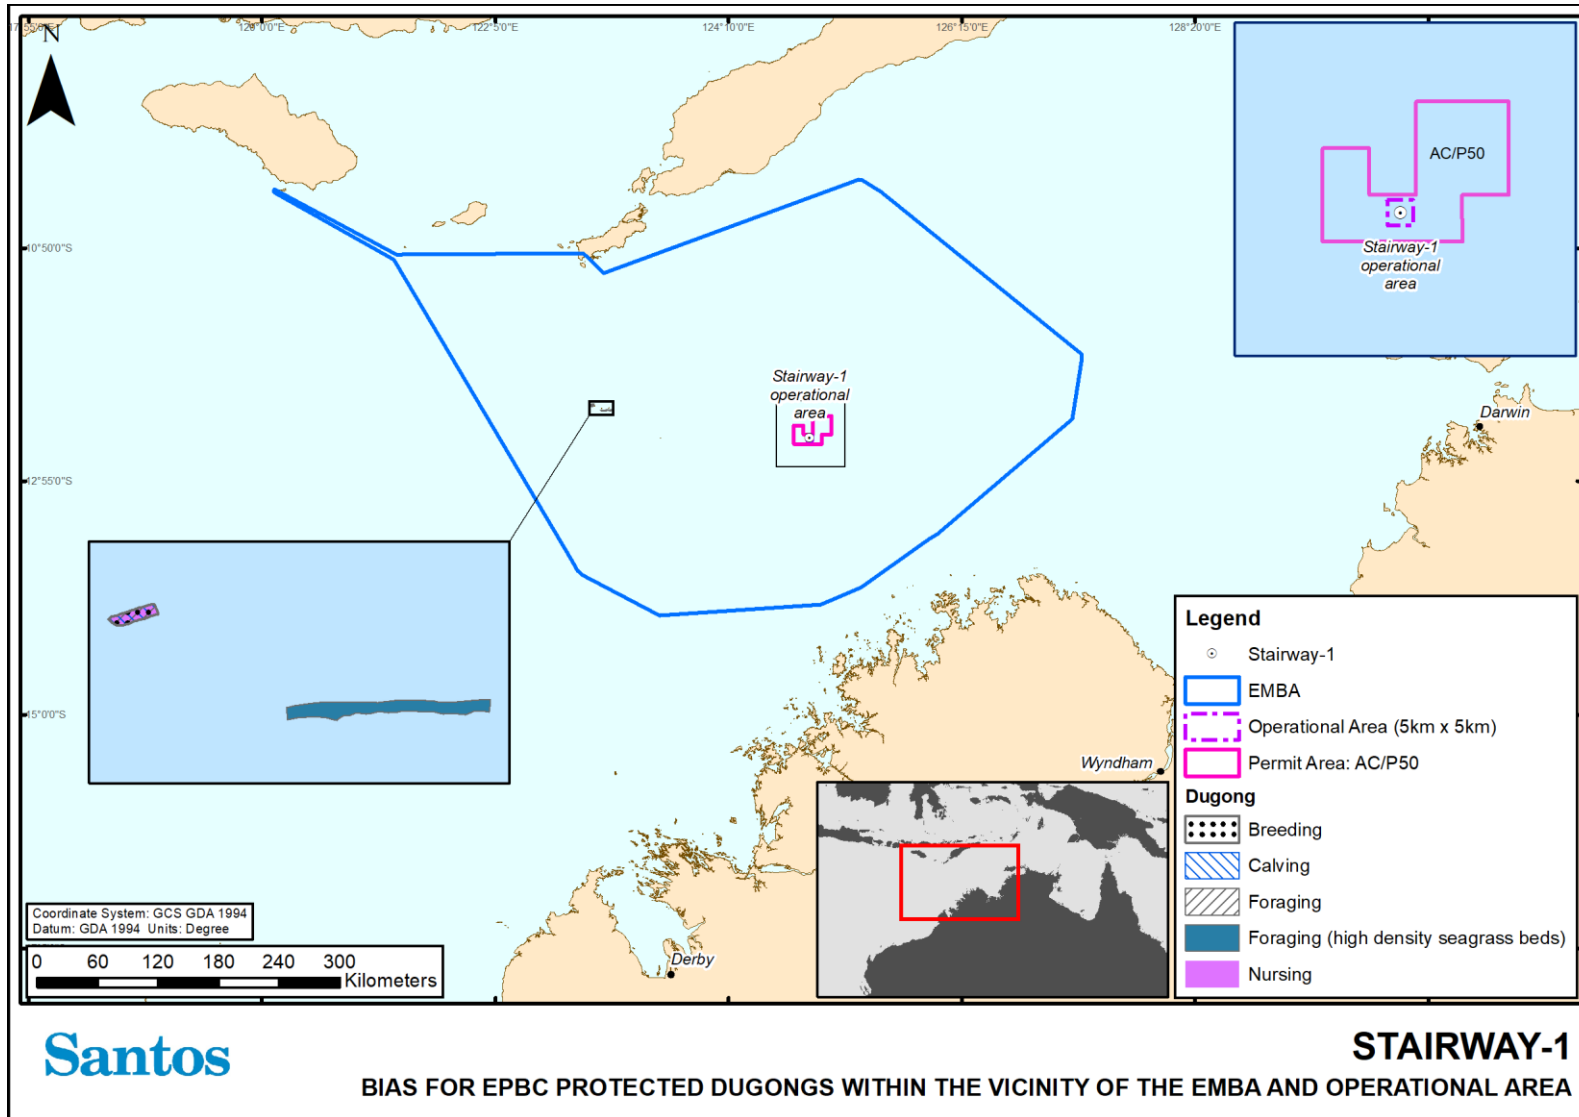 N
120°0'0"E
122°5'0"E
124°10'0"E
126°15'0"E
128°20'0"E
10°50'0"S
12°55'0"S
15°0'0"S
AC/P50
Stairway-1
operational
area
Stairway-1
operational
area
Darwin
Wyndham
Derby
Legend
Stairway-1
EMBA
Operational Area (5km x 5km)
Permit Area: AC/P50
Dugong
Breeding
Calving
Foraging
Foraging (high density seagrass beds)
Nursing
Coordinate System: GCS GDA 1994
Datum: GDA 1994 Units: Degree
0 60 120 180 240 300
Kilometers
Santos
STAIRWAY-1
BIAS FOR EPBC PROTECTED DUGONGS WITHIN THE VICINITY OF THE EMBA AND OPERATIONAL AREA